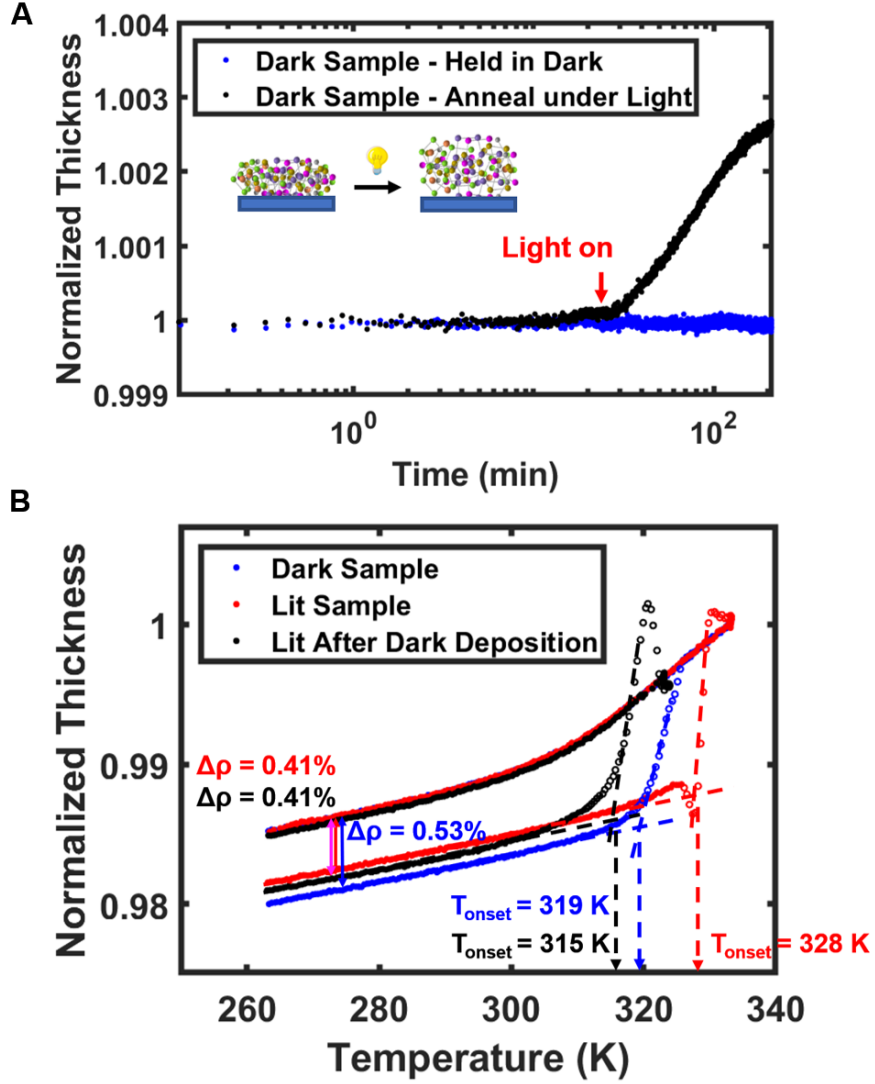 A
1.004
1.003
1.002
1.001
1
0.999
Normalized Thickness
Dark Sample - Held in Dark
Dark Sample - Anneal under Light
Light on
10^0
10^2
Time (min)
B
1
0.99
0.98
Normalized Thickness
Dark Sample
Lit Sample
Lit After Dark Deposition
Δρ = 0.41%
Δρ = 0.41%
Δρ = 0.53%
T_onset = 319 K
T_onset = 315 K
T_onset = 328 K
260
280
300
320
340
Temperature (K)